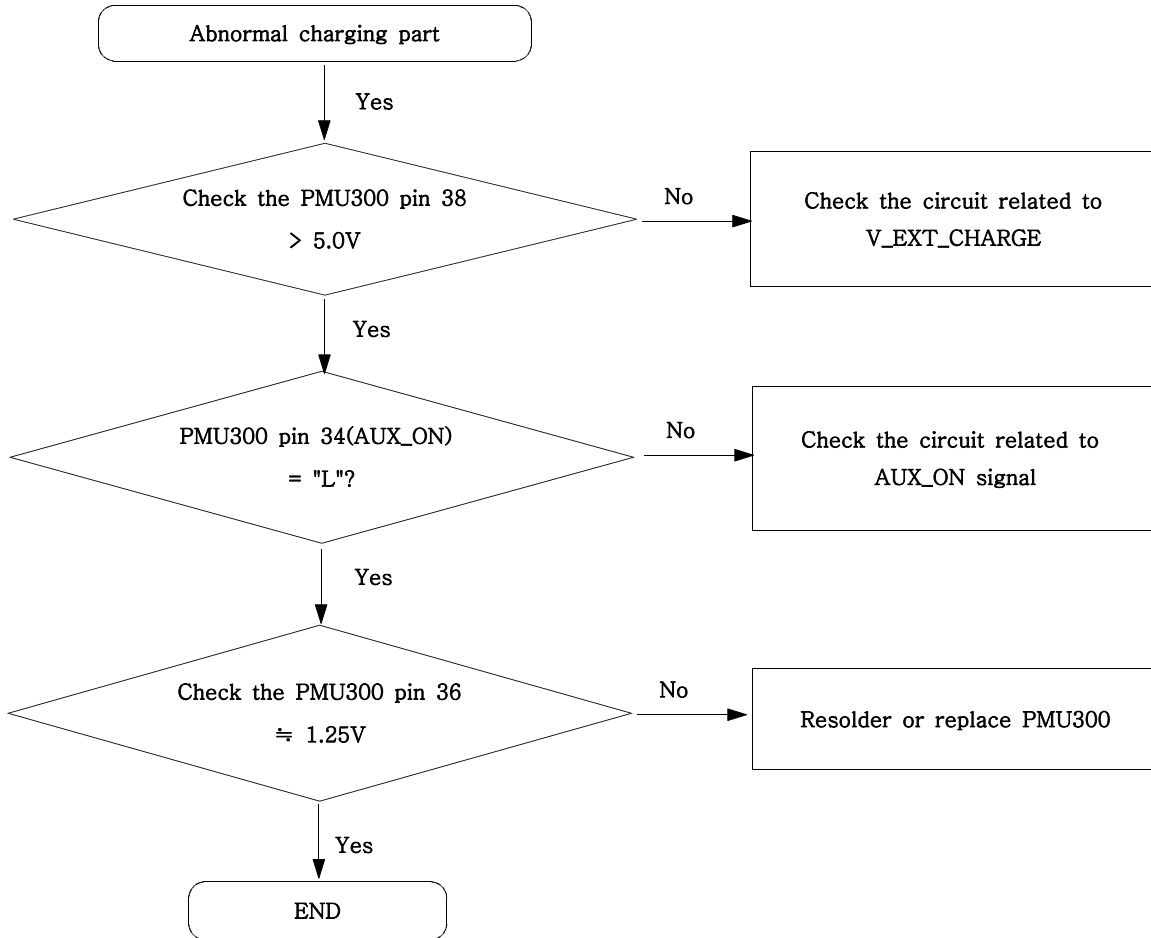 Abnormal charging part
Yes
Check the PMU300 pin 38
> 5.0V
No
Check the circuit related to
V_EXT_CHARGE
Yes
PMU300 pin 34(AUX_ON)
= "L"?
No
Check the circuit related to
AUX_ON signal
Yes
Check the PMU300 pin 36
≒ 1.25V
No
Resolder or replace PMU300
Yes
END